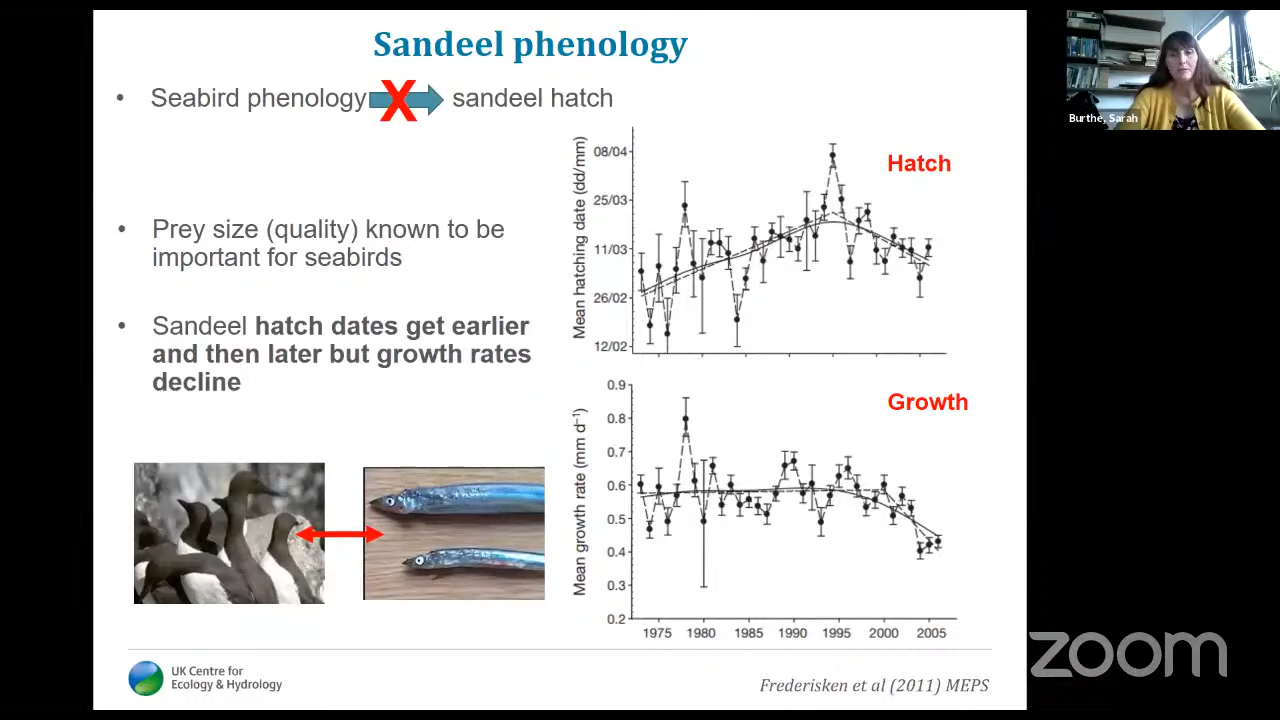 Sandeel phenology
• Seabird phenology X sandeel hatch
• Prey size (quality) known to be
important for seabirds
• Sandeel hatch dates get earlier
and then later but growth rates
decline
Hatch
Mean hatching date (dd/mm)
08/04
25/03
11/03
26/02
12/02
Growth
Mean growth rate (mm d⁻¹)
0.9
0.8
0.7
0.6
0.5
0.4
0.3
0.2
1975 1980 1985 1990 1995 2000 2005
UK Centre for
Ecology & Hydrology
Frederisken et al (2011) MEPS
Burthe, Sarah
zoom